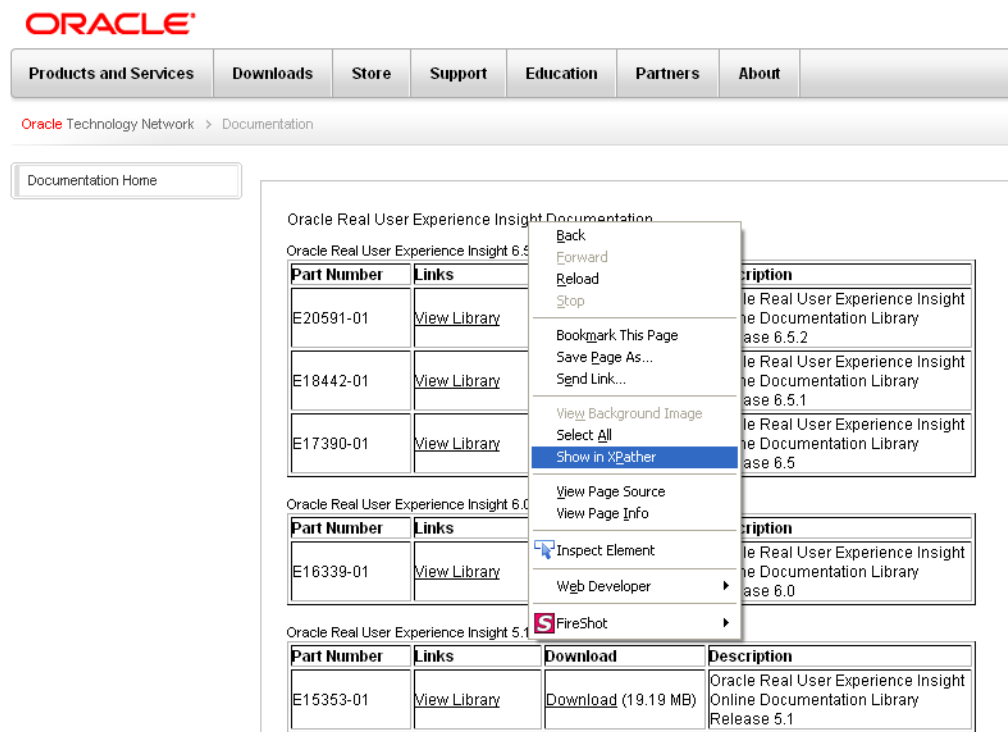 ORACLE
Products and Services Downloads Store Support Education Partners About
Oracle Technology Network > Documentation
Documentation Home
Oracle Real User Experience Insight Documentation
Oracle Real User Experience Insight 6.5
Part Number Links cription
E20591-01 View Library
le Real User Experience Insight
ne Documentation Library
ase 6.5.2
E18442-01 View Library
le Real User Experience Insight
ne Documentation Library
ase 6.5.1
E17390-01 View Library
le Real User Experience Insight
ne Documentation Library
ase 6.5
Oracle Real User Experience Insight 6.0
Part Number Links cription
E16339-01 View Library
le Real User Experience Insight
ne Documentation Library
ase 6.0
Oracle Real User Experience Insight 5.1
Part Number Links Download Description
E15353-01 View Library Download (19.19 MB)
Oracle Real User Experience Insight
Online Documentation Library
Release 5.1
Back
Forward
Reload
Stop
Bookmark This Page
Save Page As...
Send Link...
View Background Image
Select All
Show in XPather
View Page Source
View Page Info
Inspect Element
Web Developer
S FireShot